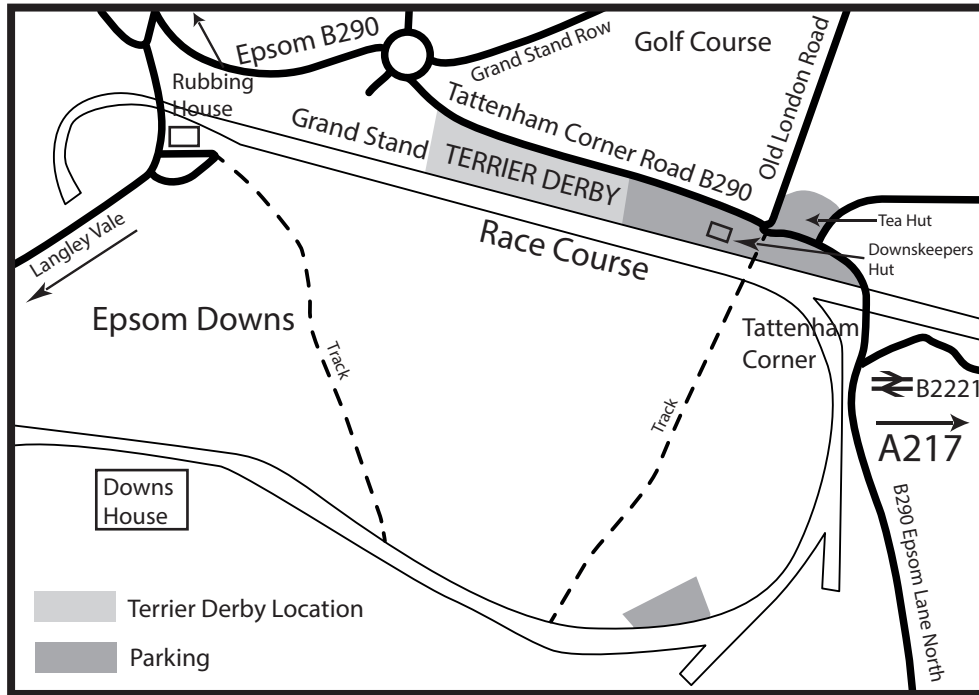 Epsom B290
Grand Stand Row
Golf Course
Old London Road
Rubbing
House
Tattenham Corner Road B290
Grand Stand
TERRIER DERBY
Tea Hut
Downskeepers
Hut
Langley Vale
Race Course
Epsom Downs
Tattenham
Corner
Track
Track
B2221
A217
Downs
House
B290 Epsom Lane North
Terrier Derby Location
Parking